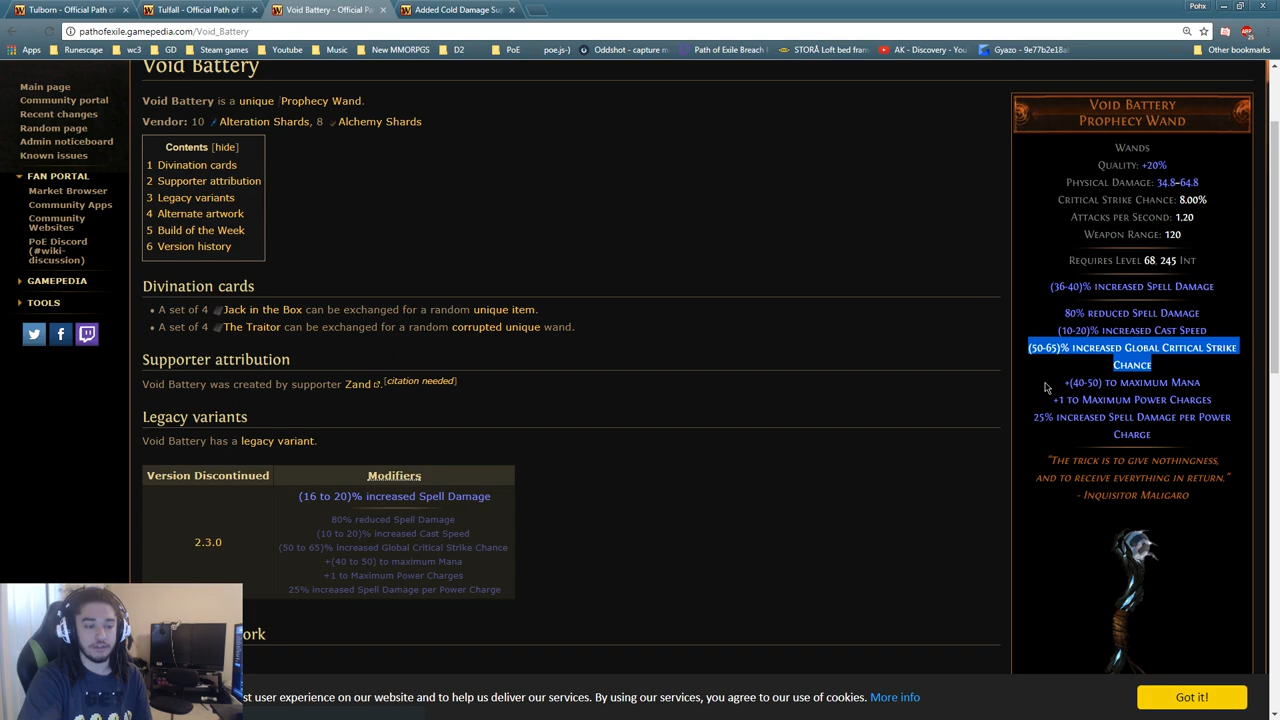 Tulborn - Official Path of
Tulfall - Official Path of E
Void Battery - Official Pa
Added Cold Damage Su
Pohx
pathofexile.gamepedia.com/Void_Battery
Apps
Runescape
wc3
GD
Steam games
Youtube
Music
New MMORPGS
D2
PoE
poe.js-)
Oddshot - capture m
Path of Exile Breach
STORÅ Loft bed fram
AK - Discovery - You
Gyazo - 9e77b2e18a
Other bookmarks
Main page
Community portal
Recent changes
Random page
Admin noticeboard
Known issues
FAN PORTAL
Market Browser
Community Apps
Community
Websites
PoE Discord
(#wiki-
discussion)
GAMEPEDIA
TOOLS
Void Battery
Void Battery is a unique Prophecy Wand.
Vendor: 10 Alteration Shards, 8 Alchemy Shards
Contents [hide]
1 Divination cards
2 Supporter attribution
3 Legacy variants
4 Alternate artwork
5 Build of the Week
6 Version history
Divination cards
• A set of 4 Jack in the Box can be exchanged for a random unique item.
• A set of 4 The Traitor can be exchanged for a random corrupted unique wand.
Supporter attribution
Void Battery was created by supporter Zand.[citation needed]
Legacy variants
Void Battery has a legacy variant.
Version Discontinued Modifiers
2.3.0
(16 to 20)% increased Spell Damage
80% reduced Spell Damage
(10 to 20)% increased Cast Speed
(50 to 65)% increased Global Critical Strike Chance
+(40 to 50) to maximum Mana
+1 to Maximum Power Charges
25% increased Spell Damage per Power Charge
ork
Void Battery
Prophecy Wand
Wands
Quality: +20%
Physical Damage: 34.8–64.8
Critical Strike Chance: 8.00%
Attacks per Second: 1.20
Weapon Range: 120
Requires Level 68, 245 Int
(36-40)% increased Spell Damage
80% reduced Spell Damage
(10-20)% increased Cast Speed
(50-65)% increased Global Critical Strike
Chance
+(40-50) to maximum Mana
+1 to Maximum Power Charges
25% increased Spell Damage per Power
Charge
"The trick is to give nothingness,
and to receive everything in return."
- Inquisitor Maligaro
st user experience on our website and to help us deliver our services. By using our services, you agree to our use of cookies. More info
Got it!